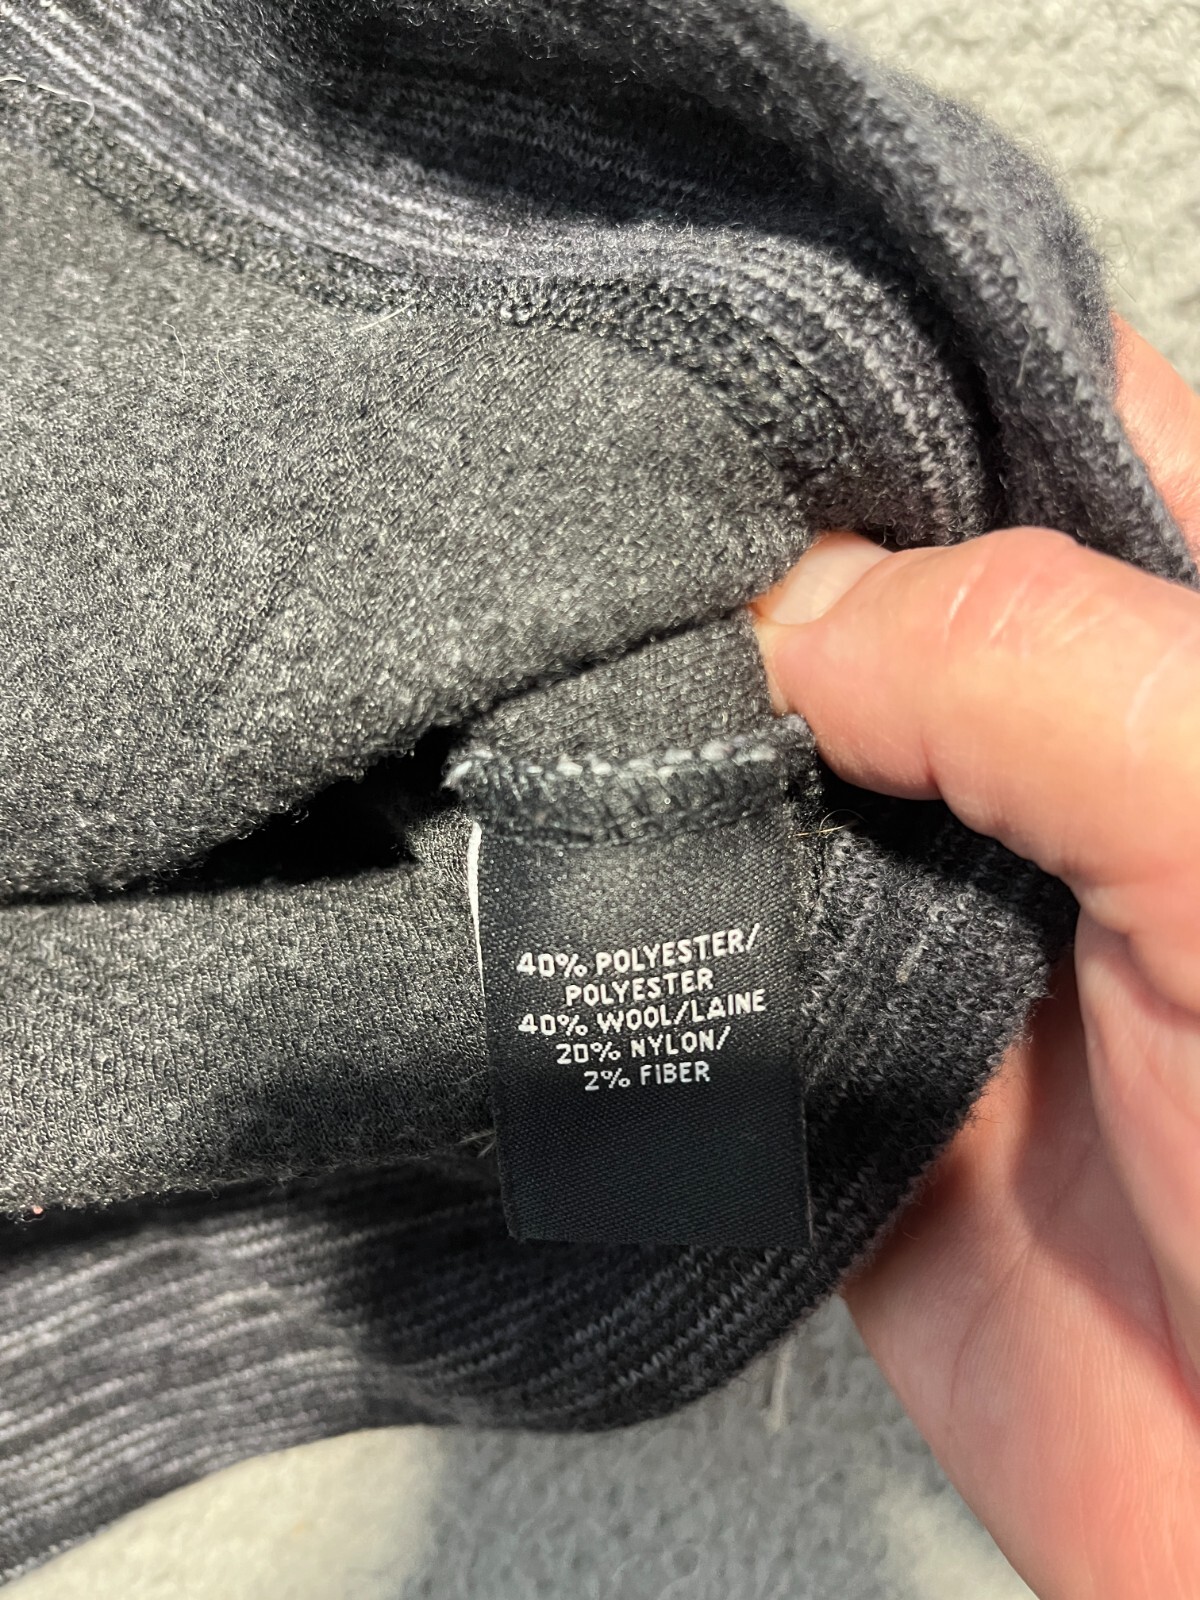 40% POLYESTER/
POLYESTER
40% WOOL/LAINE
20% NYLON/
2% FIBER